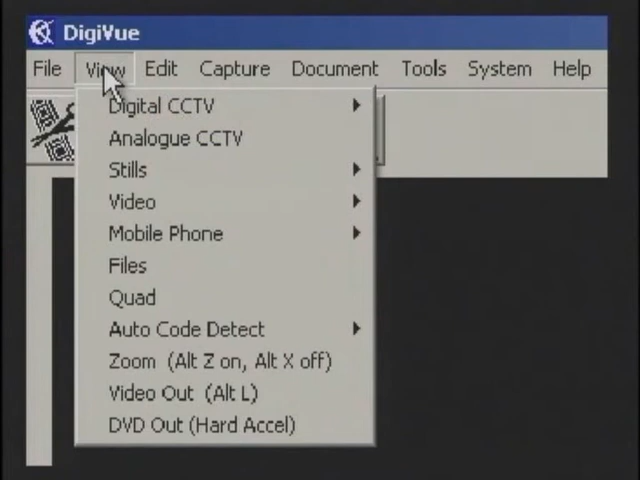 DigiVue
File View Edit Capture Document Tools System Help
Digital CCTV
Analogue CCTV
Stills
Video
Mobile Phone
Files
Quad
Auto Code Detect
Zoom (Alt Z on, Alt X off)
Video Out (Alt L)
DVD Out (Hard Accel)